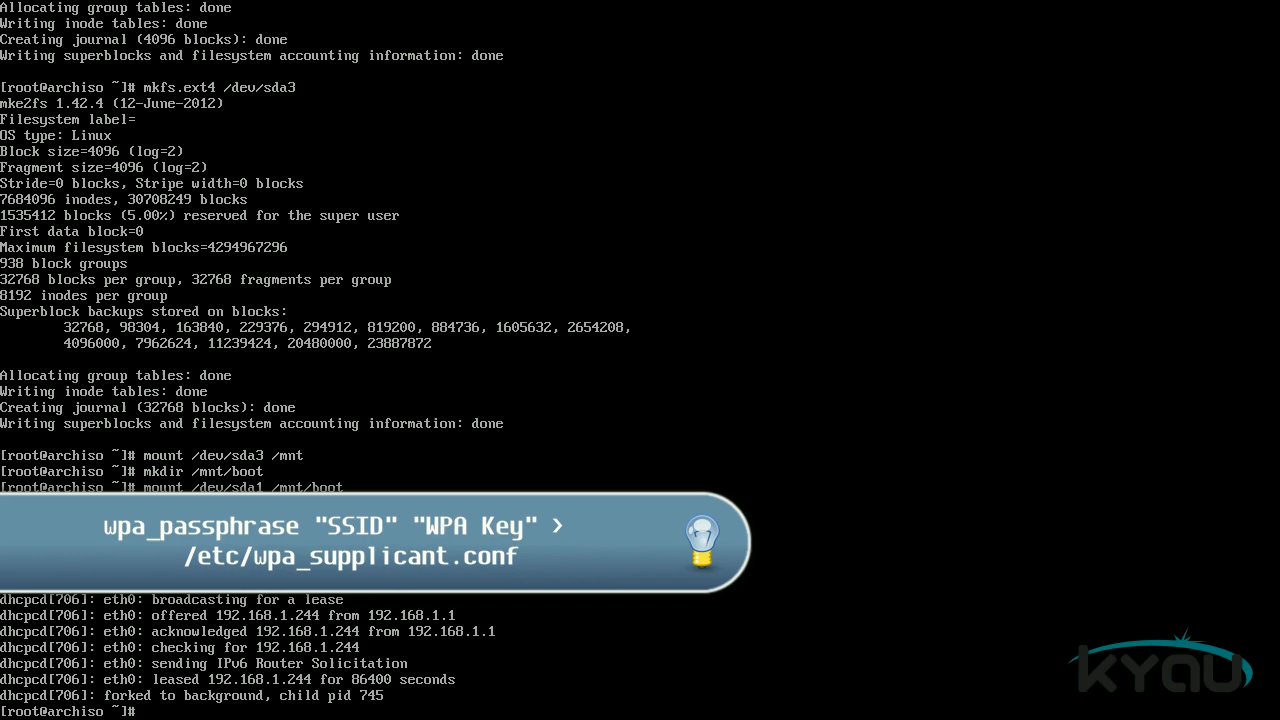 Allocating group tables: done
Writing inode tables: done
Creating journal (4096 blocks): done
Writing superblocks and filesystem accounting information: done
[root@archiso ~]# mkfs.ext4 /dev/sda3
mke2fs 1.42.4 (12-June-2012)
Filesystem label=
OS type: Linux
Block size=4096 (log=2)
Fragment size=4096 (log=2)
Stride=0 blocks, Stripe width=0 blocks
7684096 inodes, 30708249 blocks
1535412 blocks (5.00%) reserved for the super user
First data block=0
Maximum filesystem blocks=4294967296
938 block groups
32768 blocks per group, 32768 fragments per group
8192 inodes per group
Superblock backups stored on blocks:
32768, 98304, 163840, 229376, 294912, 819200, 884736, 1605632, 2654208,
4096000, 7962624, 11239424, 20480000, 23887872
Allocating group tables: done
Writing inode tables: done
Creating journal (32768 blocks): done
Writing superblocks and filesystem accounting information: done
[root@archiso ~]# mount /dev/sda3 /mnt
[root@archiso ~]# mkdir /mnt/boot
[root@archiso ~]# mount /dev/sda1 /mnt/boot
wpa_passphrase "SSID" "WPA Key" >
/etc/wpa_supplicant.conf
dhcpcd[706]: eth0: broadcasting for a lease
dhcpcd[706]: eth0: offered 192.168.1.244 from 192.168.1.1
dhcpcd[706]: eth0: acknowledged 192.168.1.244 from 192.168.1.1
dhcpcd[706]: eth0: checking for 192.168.1.244
dhcpcd[706]: eth0: sending IPv6 Router Solicitation
dhcpcd[706]: eth0: leased 192.168.1.244 for 86400 seconds
dhcpcd[706]: forked to background, child pid 745
[root@archiso ~]#
kyau